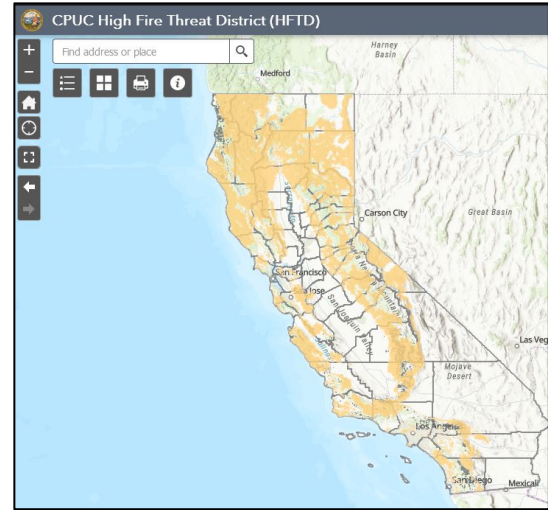 CPUC High Fire Threat District (HFTD)
+
Find address or place
−
Harney
Basin
Medford
Carson City
Great Basin
San Francisco
San Jose
San Joaquin Valley
Las Veg
Mojave
Desert
Los Angeles
San Diego
Mexicali